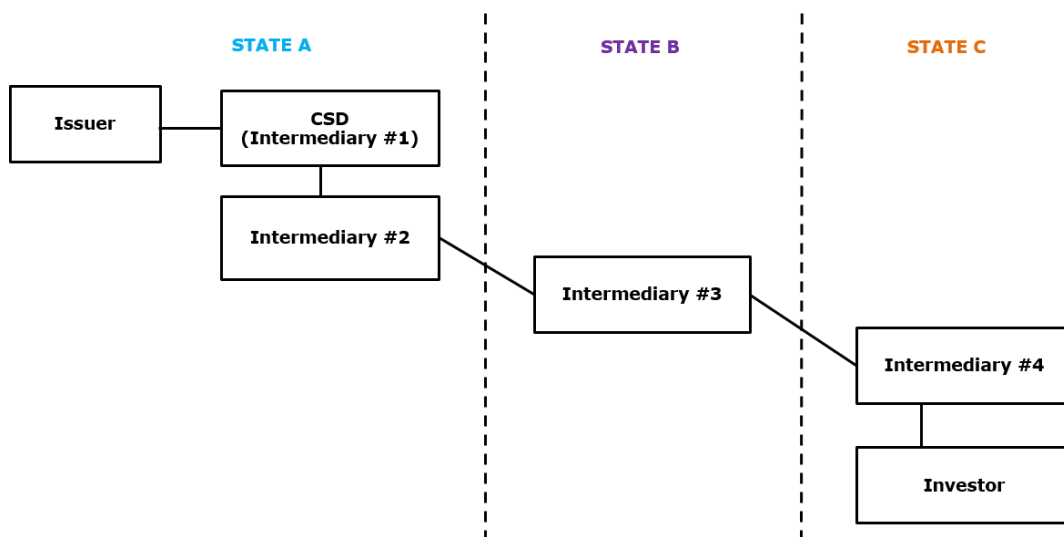 STATE A
STATE B
STATE C
Issuer
CSD
(Intermediary #1)
Intermediary #2
Intermediary #3
Intermediary #4
Investor